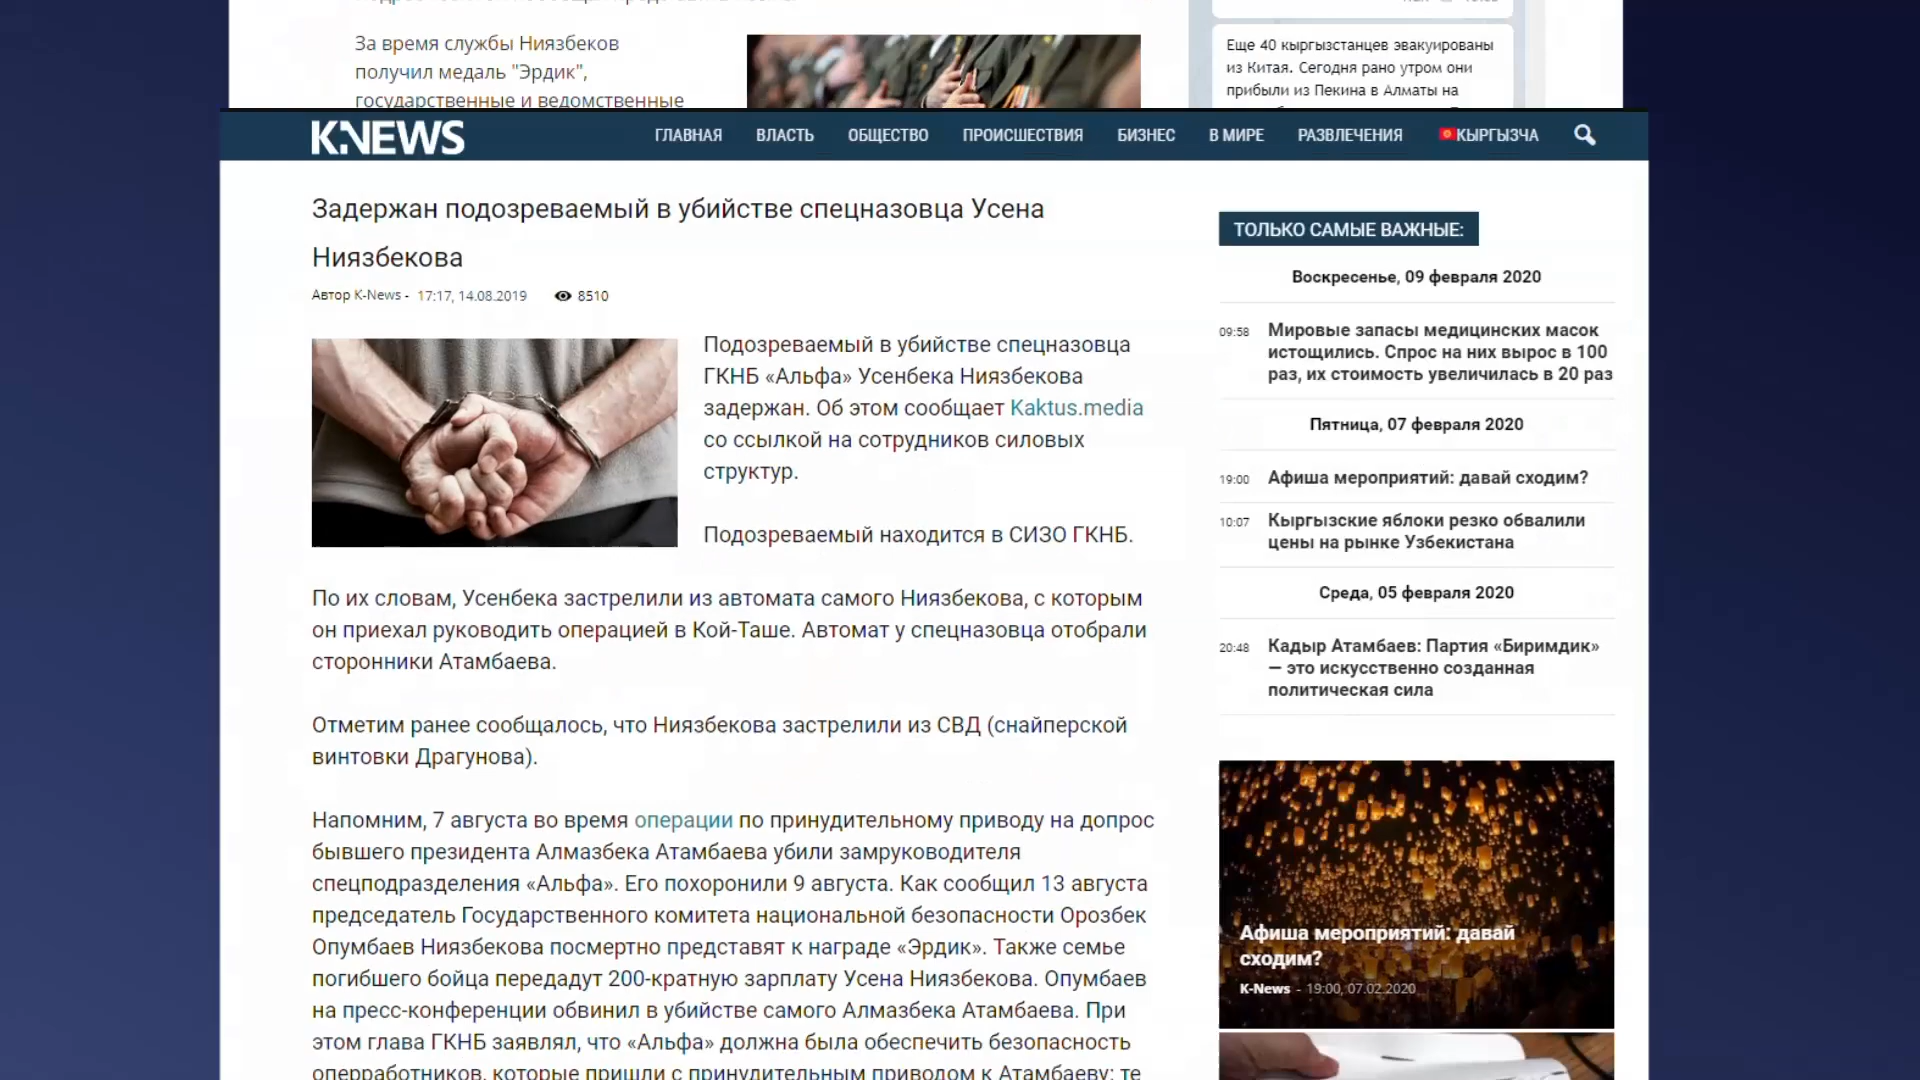 За время службы Ниязбеков
получил медаль "Эрдик",
государственные и ведомственные
Еще 40 кыргызстанцев эвакуированы
из Китая. Сегодня рано утром они
прибыли из Пекина в Алматы на
K-NEWS
ГЛАВНАЯ ВЛАСТЬ ОБЩЕСТВО ПРОИСШЕСТВИЯ БИЗНЕС В МИРЕ РАЗВЛЕЧЕНИЯ КЫРГЫЗЧА
Задержан подозреваемый в убийстве спецназовца Усена
Ниязбекова
Автор K-News - 17:17, 14.08.2019 8510
Подозреваемый в убийстве спецназовца
ГКНБ «Альфа» Усенбека Ниязбекова
задержан. Об этом сообщает Kaktus.media
со ссылкой на сотрудников силовых
структур.
Подозреваемый находится в СИЗО ГКНБ.
По их словам, Усенбека застрелили из автомата самого Ниязбекова, с которым
он приехал руководить операцией в Кой-Таше. Автомат у спецназовца отобрали
сторонники Атамбаева.
Отметим ранее сообщалось, что Ниязбекова застрелили из СВД (снайперской
винтовки Драгунова).
Напомним, 7 августа во время операции по принудительному приводу на допрос
бывшего президента Алмазбека Атамбаева убили замруководителя
спецподразделения «Альфа». Его похоронили 9 августа. Как сообщил 13 августа
председатель Государственного комитета национальной безопасности Орозбек
Опумбаев Ниязбекова посмертно представят к награде «Эрдик». Также семье
погибшего бойца передадут 200-кратную зарплату Усена Ниязбекова. Опумбаев
на пресс-конференции обвинил в убийстве самого Алмазбека Атамбаева. При
этом глава ГКНБ заявлял, что «Альфа» должна была обеспечить безопасность
оперработников, которые пришли с принудительным приводом к Атамбаеву: те
ТОЛЬКО САМЫЕ ВАЖНЫЕ:
Воскресенье, 09 февраля 2020
09:58 Мировые запасы медицинских масок
истощились. Спрос на них вырос в 100
раз, их стоимость увеличилась в 20 раз
Пятница, 07 февраля 2020
19:00 Афиша мероприятий: давай сходим?
10:07 Кыргызские яблоки резко обвалили
цены на рынке Узбекистана
Среда, 05 февраля 2020
20:48 Кадыр Атамбаев: Партия «Биримдик»
— это искусственно созданная
политическая сила
Афиша мероприятий: давай
сходим?
K-News - 19:00, 07.02.2020